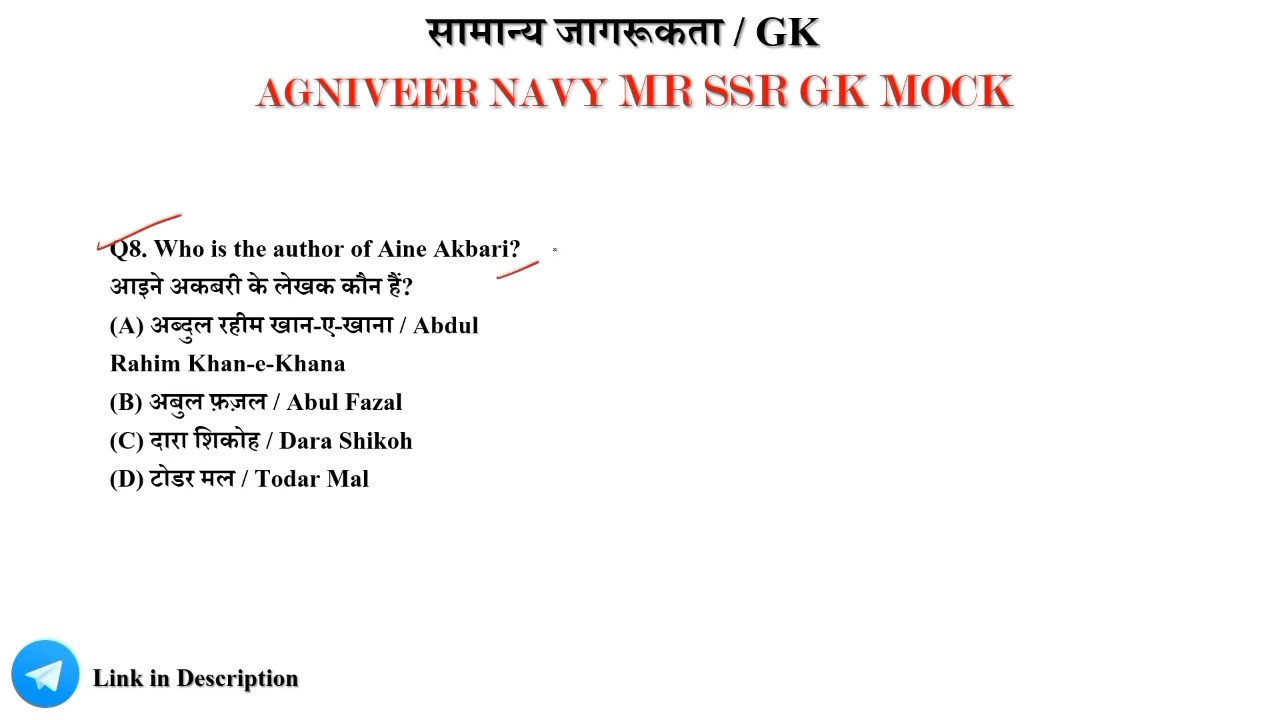 सामान्य जागरूकता / GK
AGNIVEER NAVY MR SSR GK MOCK
Q8. Who is the author of Aine Akbari?
आइने अकबरी के लेखक कौन हैं?
(A) अब्दुल रहीम खान-ए-खाना / Abdul
Rahim Khan-e-Khana
(B) अबुल फ़ज़ल / Abul Fazal
(C) दारा शिकोह / Dara Shikoh
(D) टोडर मल / Todar Mal
Link in Description